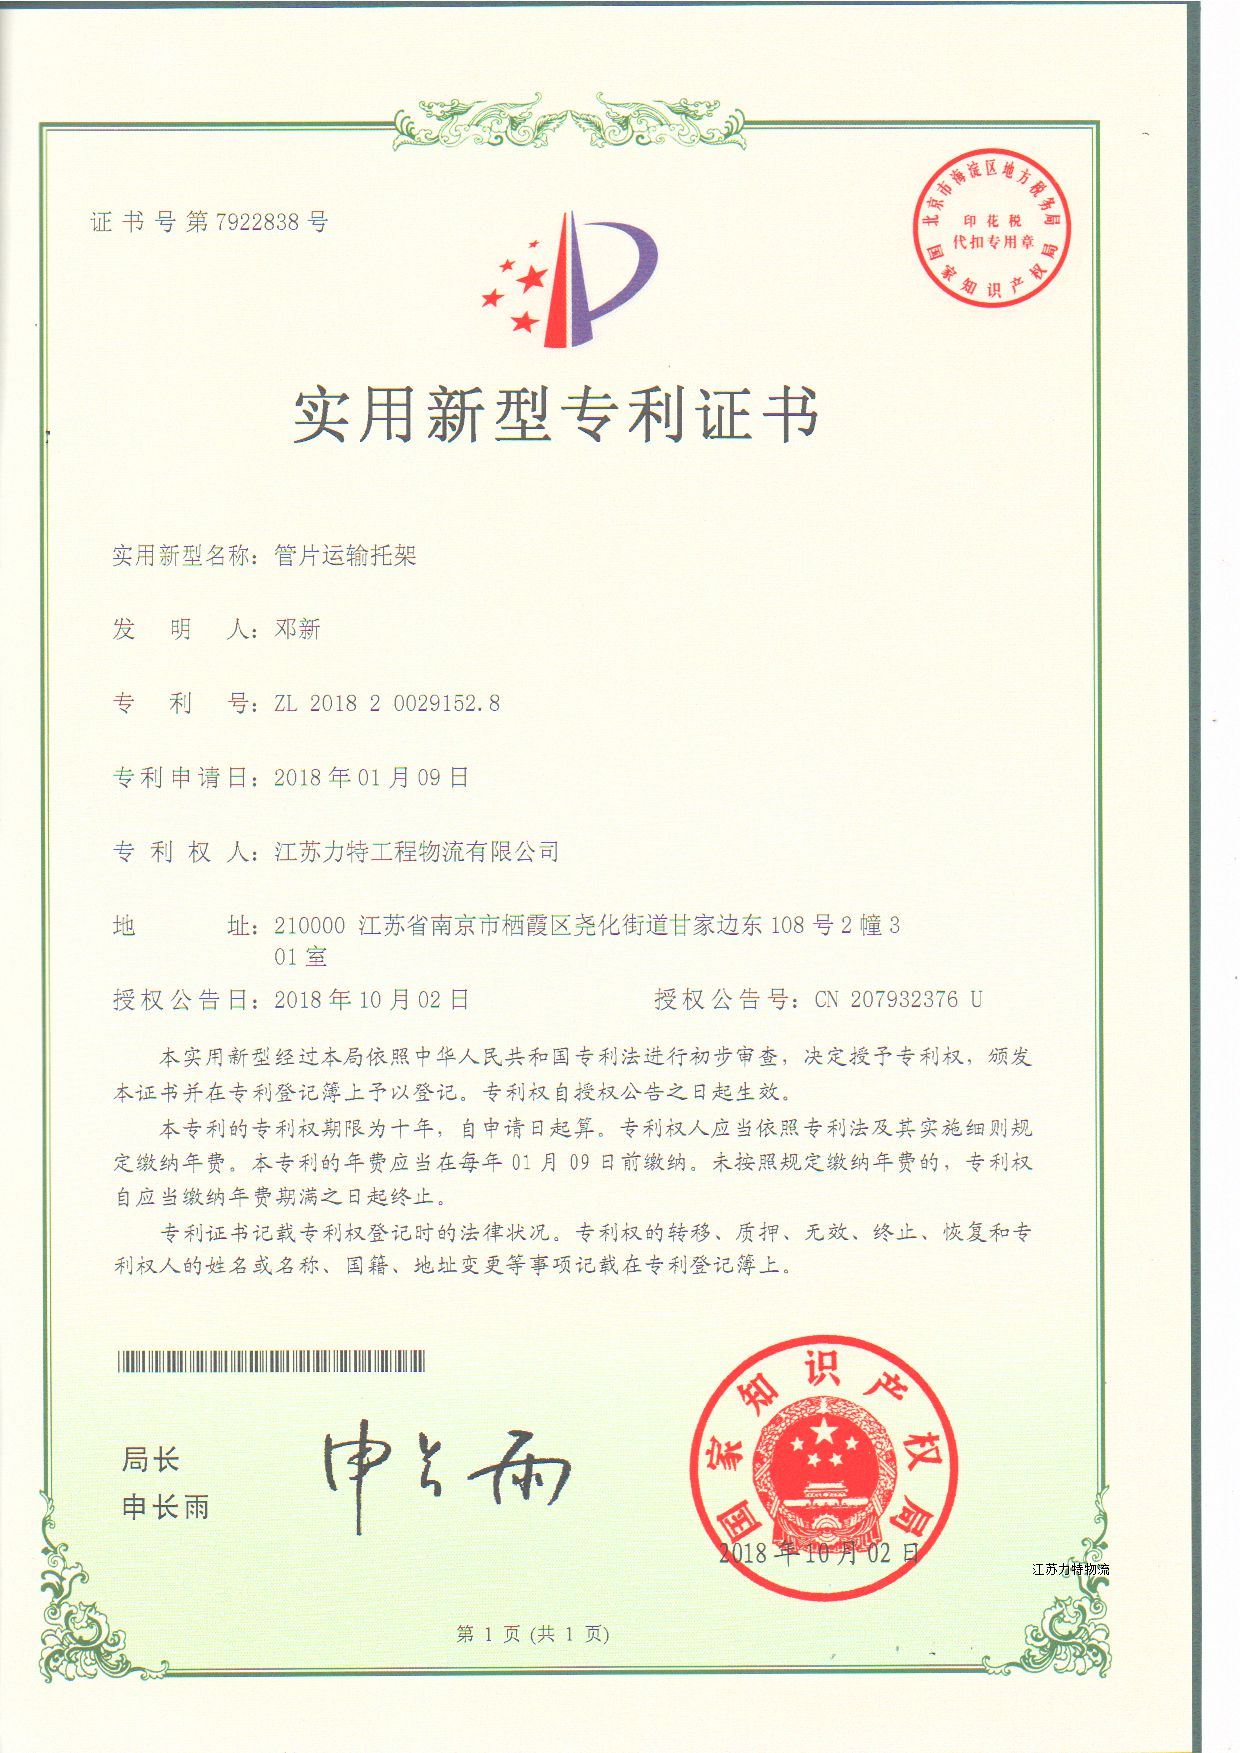 证书号第7922838号
北京市海淀区地方税务局
印花税
代扣专用章
国家知识产权局
实用新型专利证书
实用新型名称：管片运输托架
发明人：邓新
专利号：ZL 2018 2 0029152.8
专利申请日：2018年01月09日
专利权人：江苏力特工程物流有限公司
地址：210000 江苏省南京市栖霞区尧化街道甘家边东108号2幢3
01室
授权公告日：2018年10月02日 授权公告号：CN 207932376 U
本实用新型经过本局依照中华人民共和国专利法进行初步审查，决定授予专利权，颁发
本证书并在专利登记簿上予以登记。专利权自授权公告之日起生效。
本专利的专利权期限为十年，自申请日起算。专利权人应当依照专利法及其实施细则规
定缴纳年费。本专利的年费应当在每年01月09日前缴纳。未按照规定缴纳年费的，专利权
自应当缴纳年费期满之日起终止。
专利证书记载专利权登记时的法律状况。专利权的转移、质押、无效、终止、恢复和专
利权人的姓名或名称、国籍、地址变更等事项记载在专利登记簿上。
局长
申长雨
申长雨
国家知识产权局
2018年10月02日
江苏力特物流
第 1 页 (共 1 页)